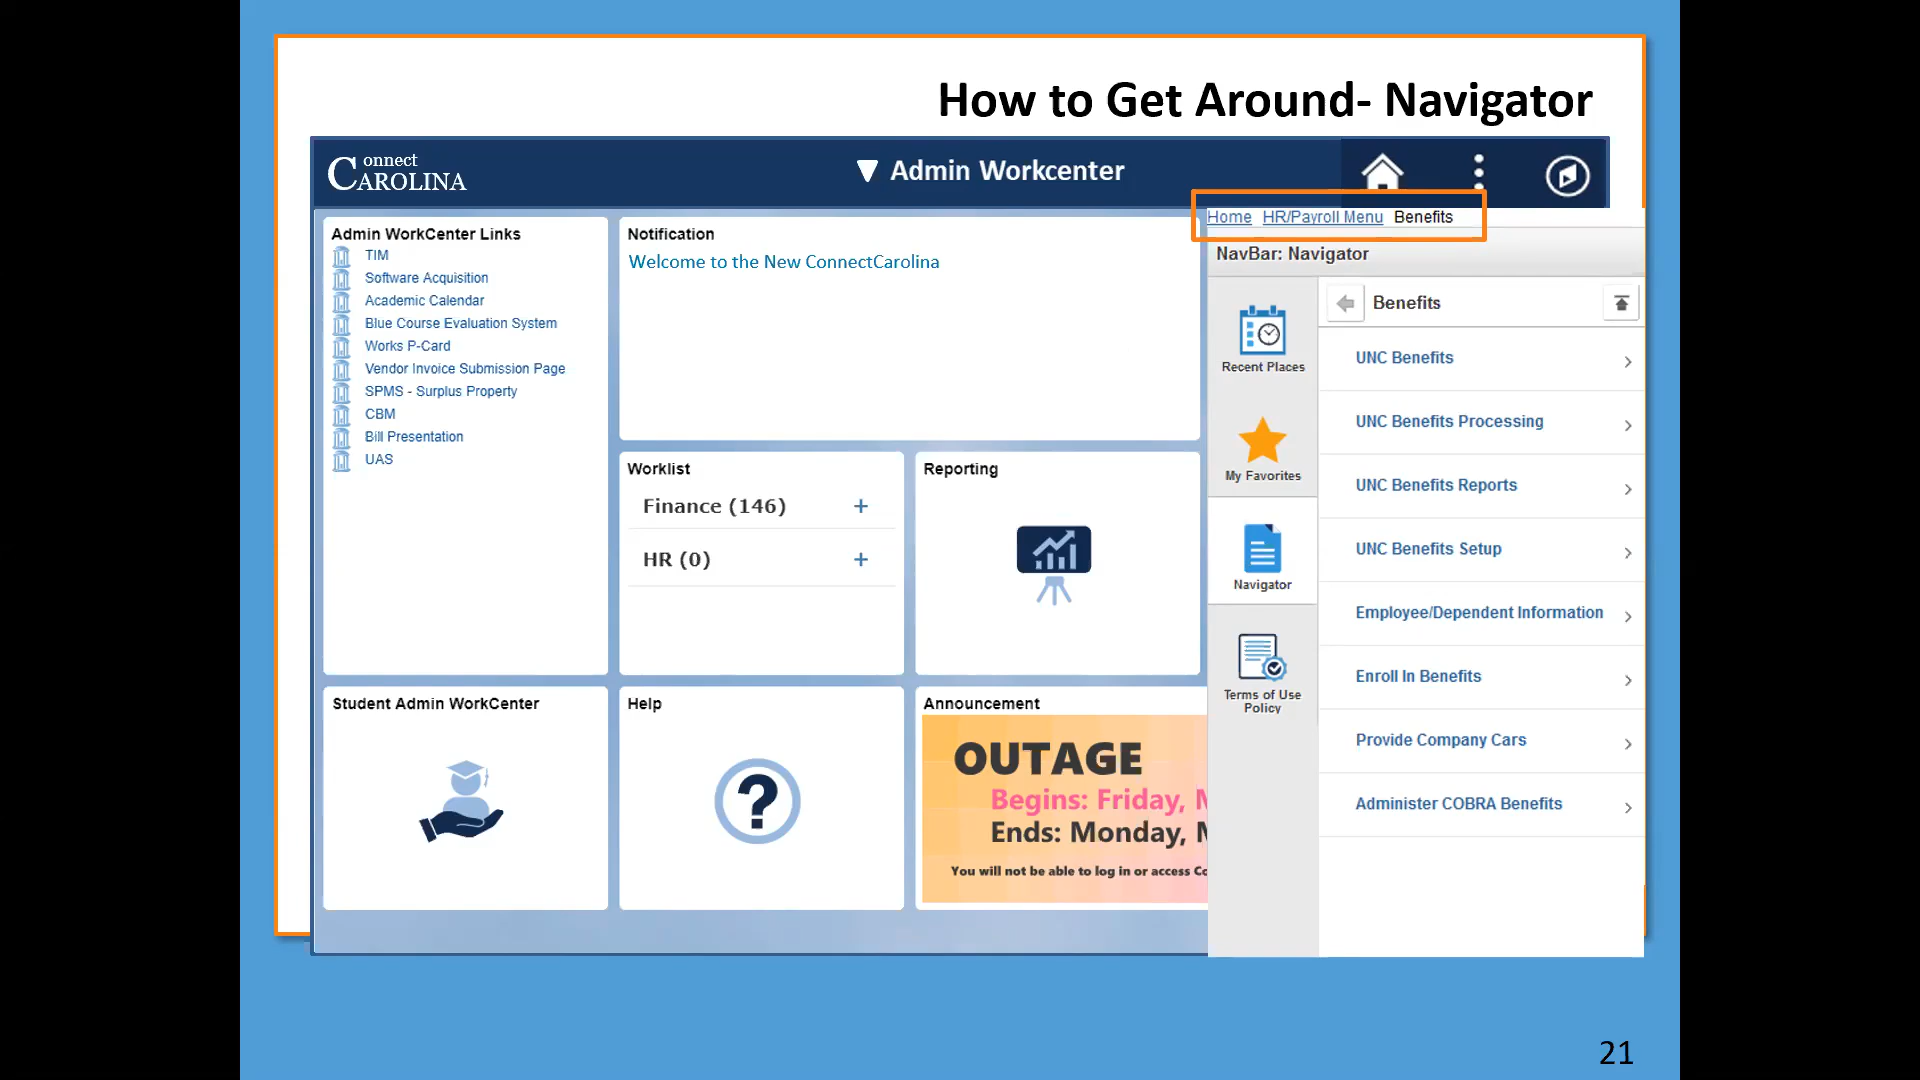 How to Get Around- Navigator
Connect
CAROLINA
Admin Workcenter
Home HR/Payroll Menu Benefits
Admin WorkCenter Links
TIM
Software Acquisition
Academic Calendar
Blue Course Evaluation System
Works P-Card
Vendor Invoice Submission Page
SPMS - Surplus Property
CBM
Bill Presentation
UAS
Notification
Welcome to the New ConnectCarolina
Worklist
Finance (146) +
HR (0) +
Reporting
Student Admin WorkCenter
Help
?
Announcement
OUTAGE
Begins: Friday,
Ends: Monday,
You will not be able to log in or access
NavBar: Navigator
Recent Places
My Favorites
Navigator
Terms of Use
Policy
Benefits
UNC Benefits
UNC Benefits Processing
UNC Benefits Reports
UNC Benefits Setup
Employee/Dependent Information
Enroll In Benefits
Provide Company Cars
Administer COBRA Benefits
21